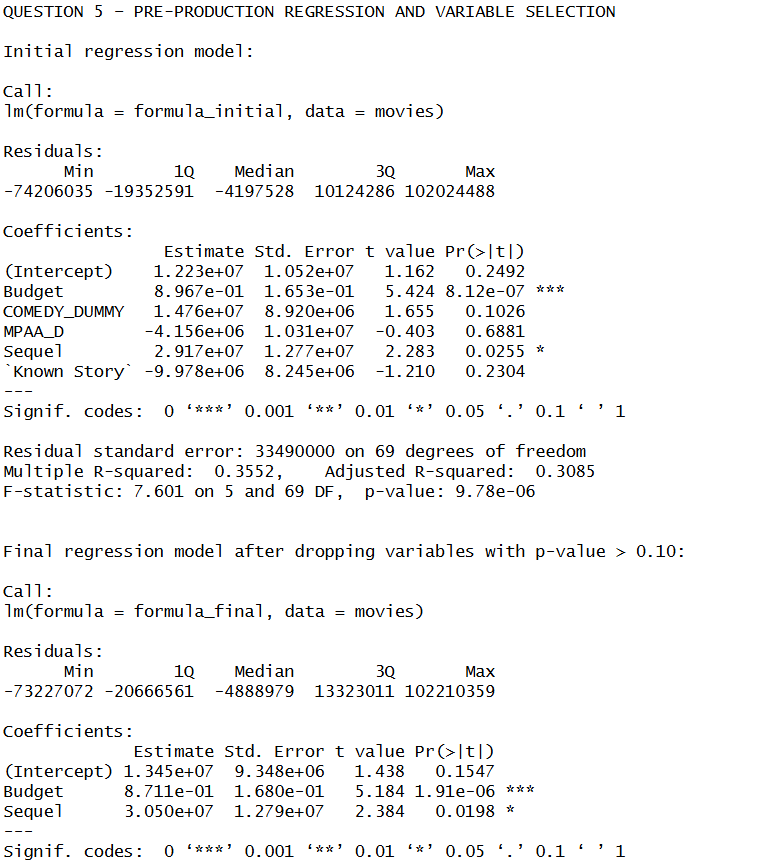 QUESTION 5 – PRE-PRODUCTION REGRESSION AND VARIABLE SELECTION
Initial regression model:
Call:
lm(formula = formula_initial, data = movies)
Residuals:
      Min        1Q    Median        3Q       Max
-74206035 -19352591  -4197528  10124286 102024488
Coefficients:
                Estimate Std. Error t value Pr(>|t|)
(Intercept)    1.223e+07  1.052e+07   1.162   0.2492
Budget         8.967e-01  1.653e-01   5.424 8.12e-07 ***
COMEDY_DUMMY   1.476e+07  8.920e+06   1.655   0.1026
MPAA_D        -4.156e+06  1.031e+07  -0.403   0.6881
Sequel         2.917e+07  1.277e+07   2.283   0.0255 *
`Known Story` -9.978e+06  8.245e+06  -1.210   0.2304
---
Signif. codes:  0 ‘***’ 0.001 ‘**’ 0.01 ‘*’ 0.05 ‘.’ 0.1 ‘ ’ 1
Residual standard error: 33490000 on 69 degrees of freedom
Multiple R-squared:  0.3552,    Adjusted R-squared:  0.3085
F-statistic: 7.601 on 5 and 69 DF,  p-value: 9.78e-06
Final regression model after dropping variables with p-value > 0.10:
Call:
lm(formula = formula_final, data = movies)
Residuals:
      Min        1Q    Median        3Q       Max
-73227072 -20666561  -4888979  13323011 102210359
Coefficients:
             Estimate Std. Error t value Pr(>|t|)
(Intercept) 1.345e+07  9.348e+06   1.438   0.1547
Budget      8.711e-01  1.680e-01   5.184 1.91e-06 ***
Sequel      3.050e+07  1.279e+07   2.384   0.0198 *
---
Signif. codes:  0 ‘***’ 0.001 ‘**’ 0.01 ‘*’ 0.05 ‘.’ 0.1 ‘ ’ 1